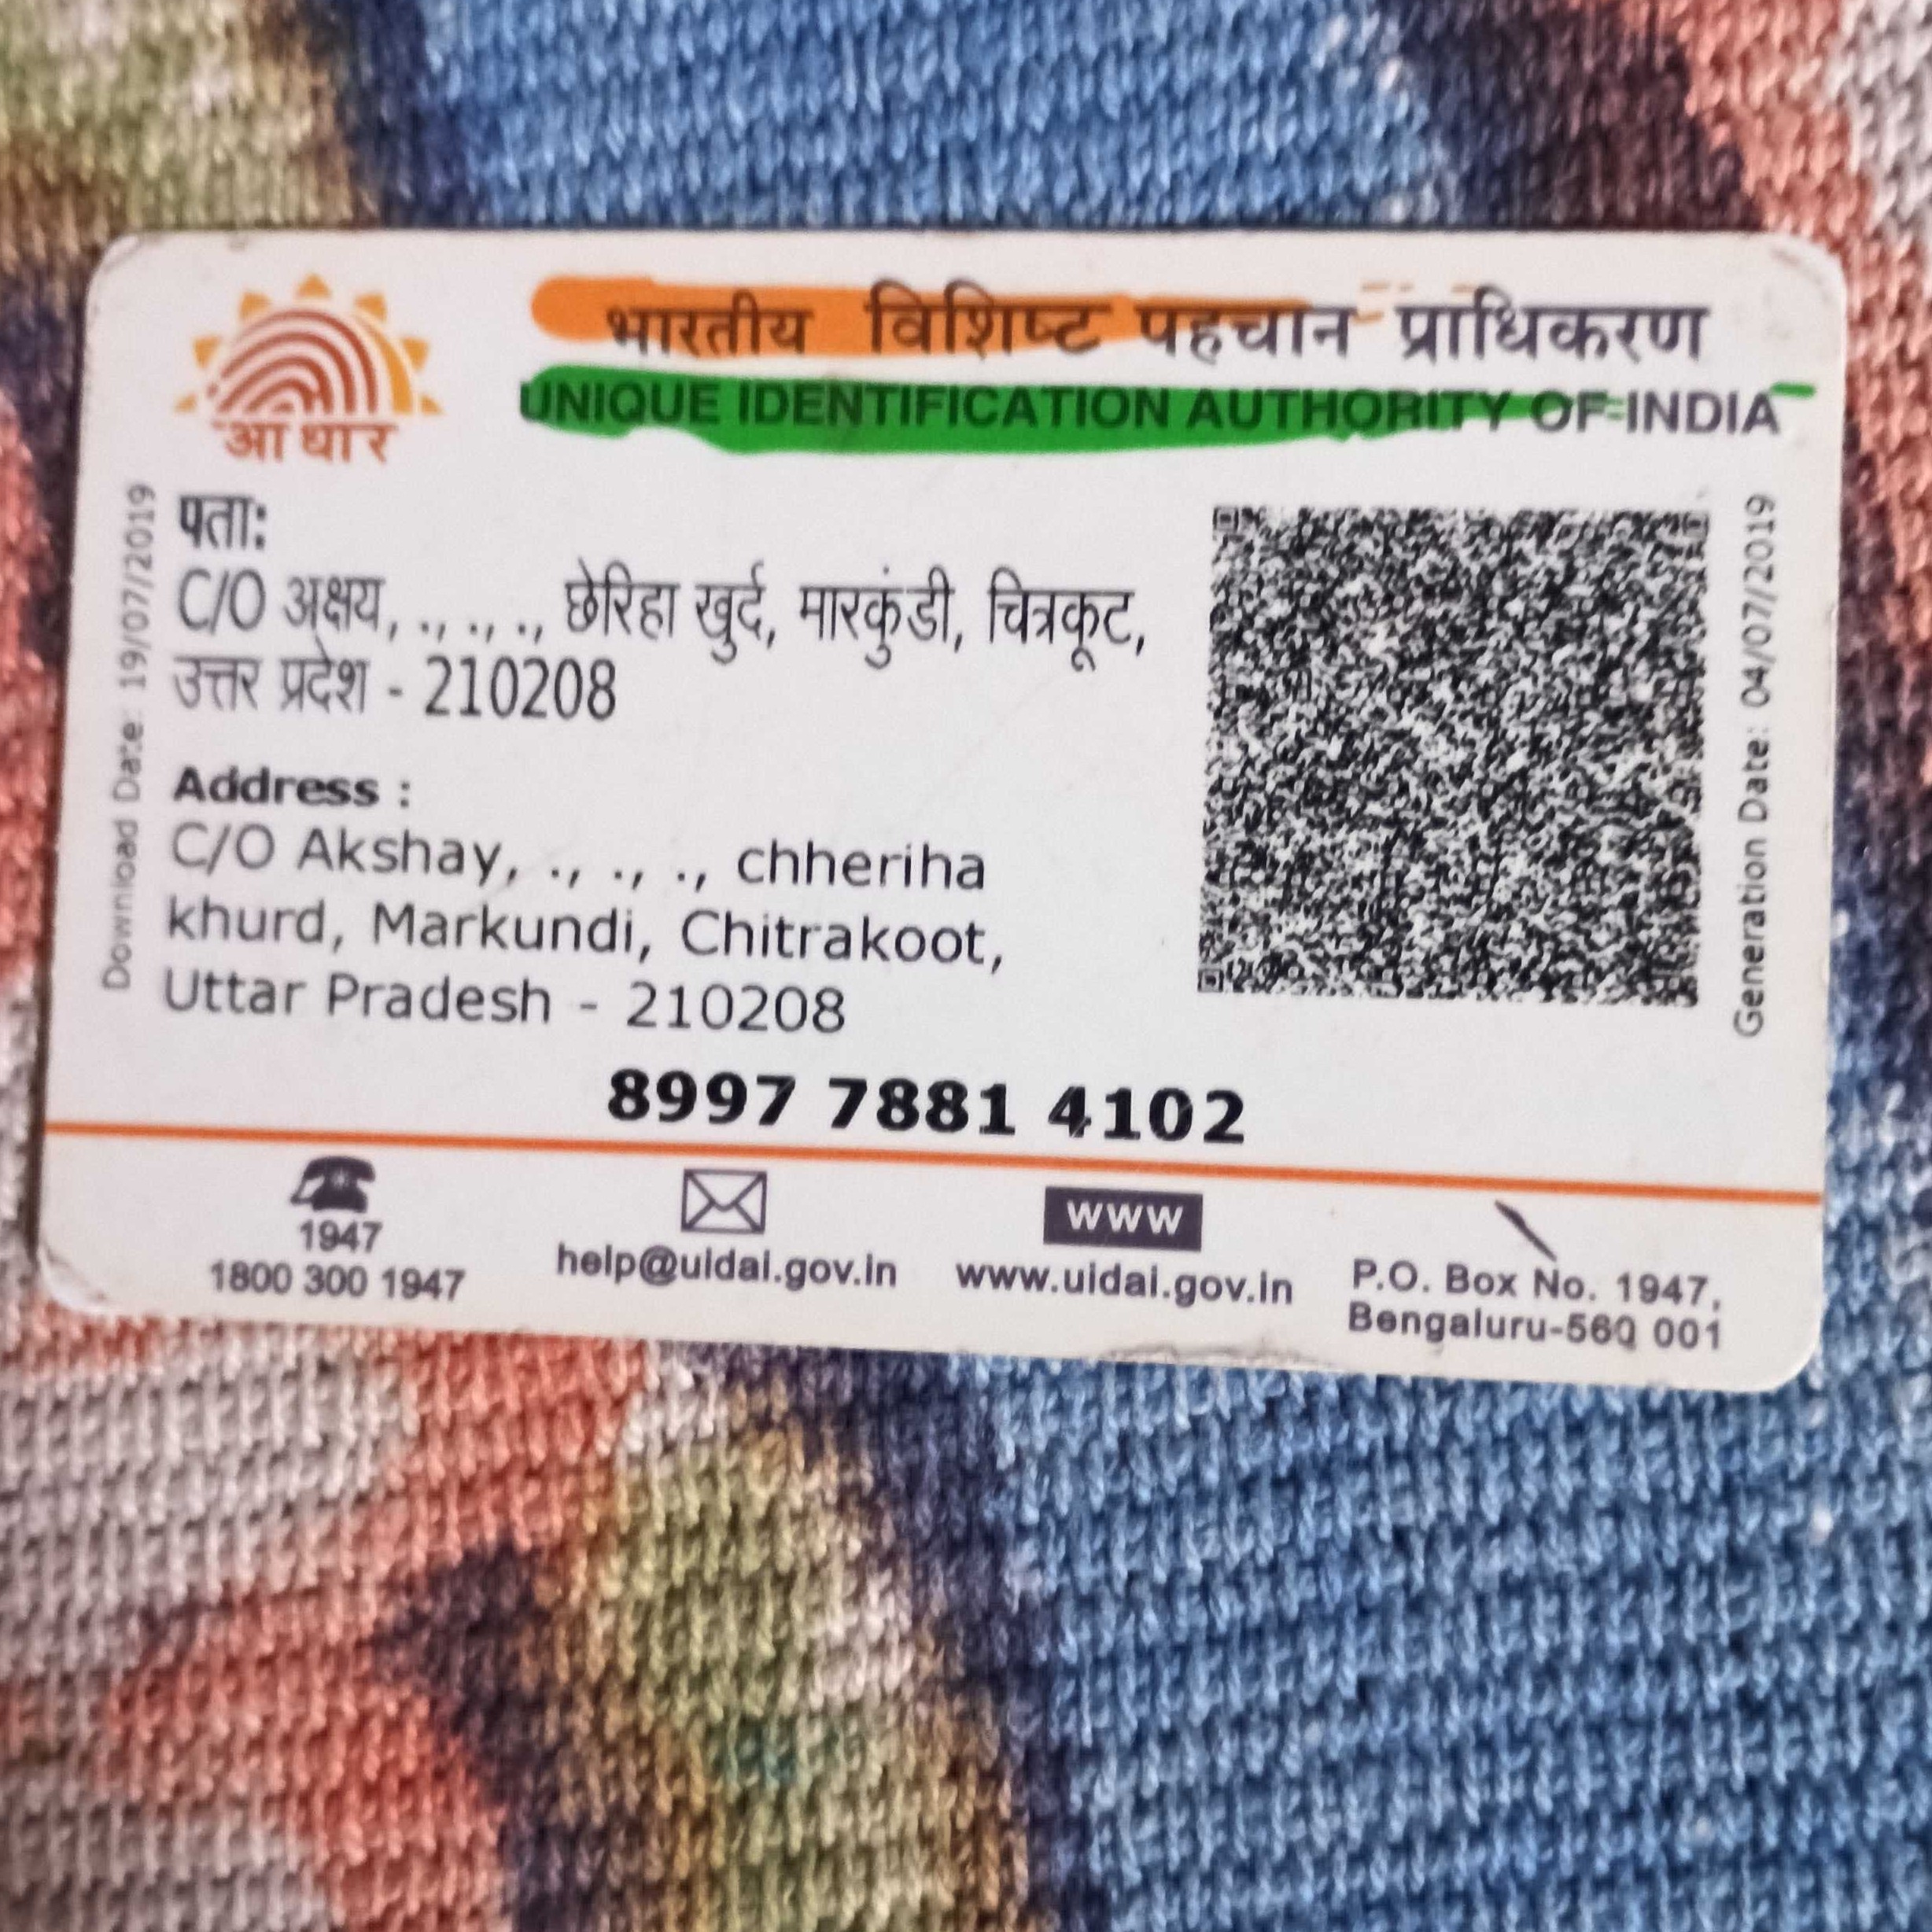 भारतीय विशिष्ट पहचान प्राधिकरण
UNIQUE IDENTIFICATION AUTHORITY OF INDIA
आधार
Download Date: 19/07/2019
पता:
C/O अक्षय, ., ., ., छेरिहा खुर्द, मारकुंडी, चित्रकूट,
उत्तर प्रदेश - 210208
Address :
C/O Akshay, ., ., ., chheriha
khurd, Markundi, Chitrakoot,
Uttar Pradesh - 210208
Generation Date: 04/07/2019
8997 7881 4102
1947
1800 300 1947
help@uidai.gov.in
WWW
www.uidai.gov.in
P.O. Box No. 1947,
Bengaluru-560 001